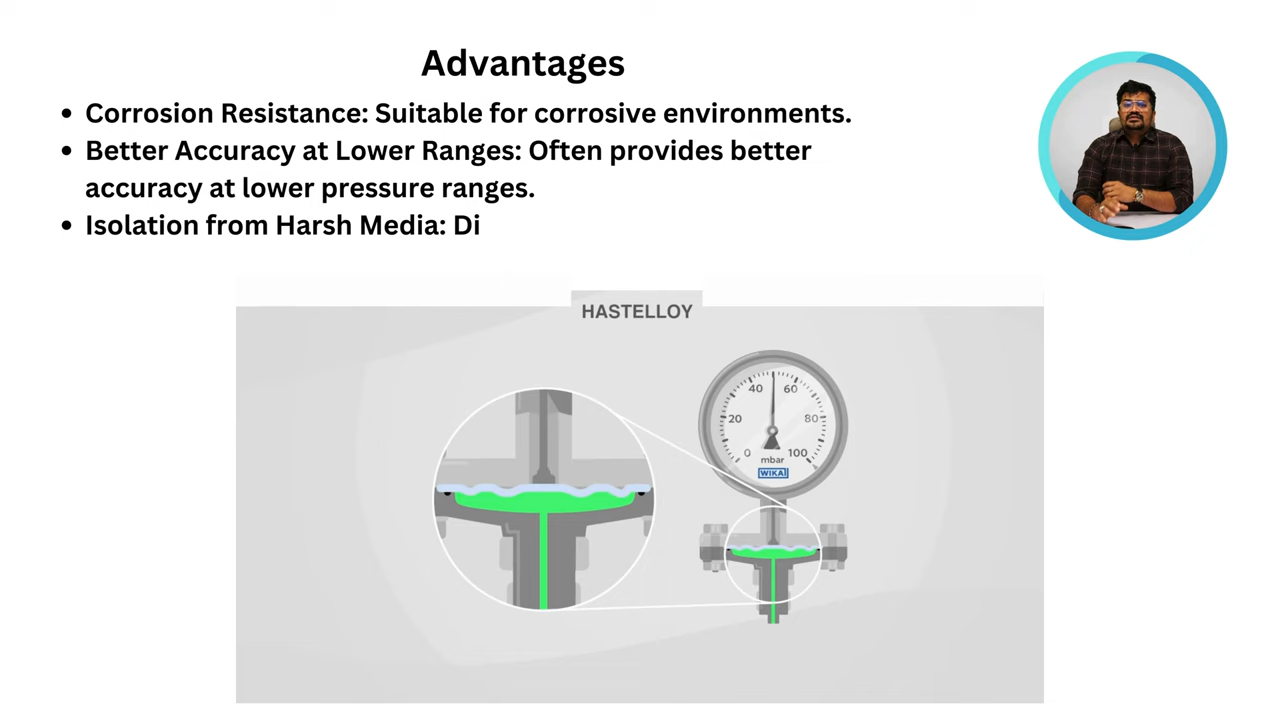 Advantages
• Corrosion Resistance: Suitable for corrosive environments.
• Better Accuracy at Lower Ranges: Often provides better
accuracy at lower pressure ranges.
• Isolation from Harsh Media: Di
HASTELLOY
40 60
20 80
0 100
mbar
WIKA